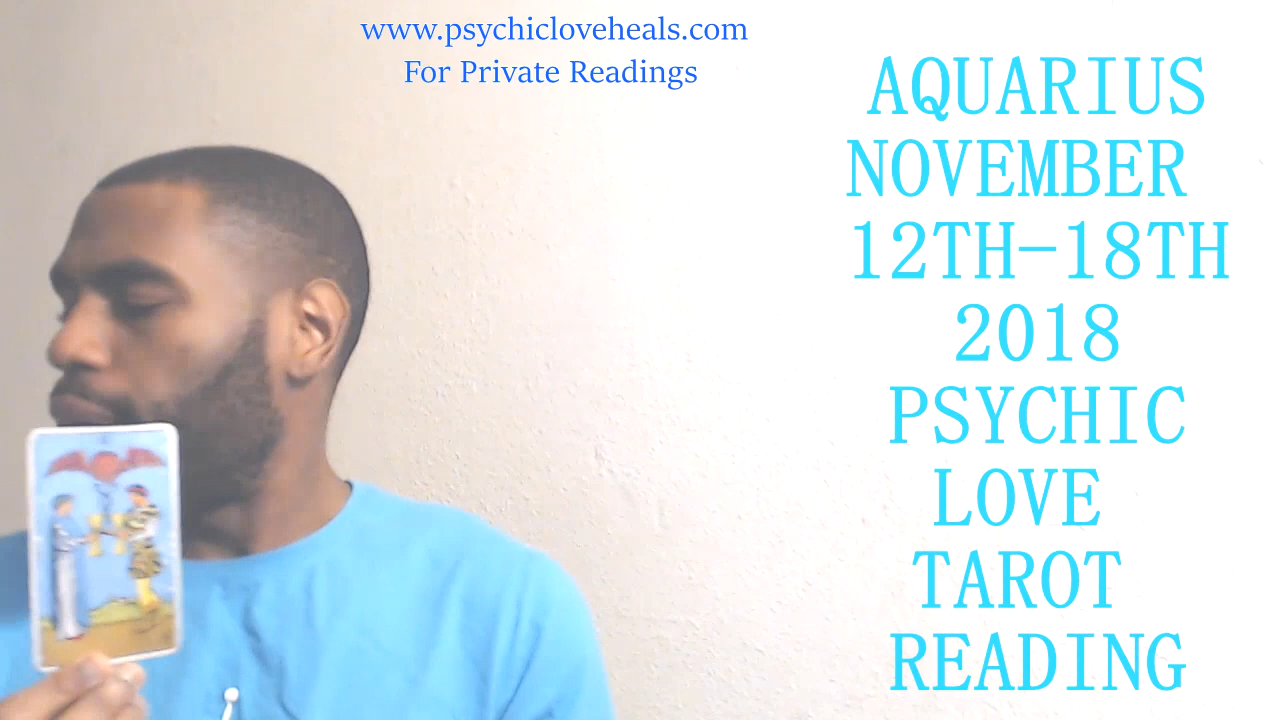 www.psychicloveheals.com
For Private Readings
AQUARIUS
NOVEMBER
12TH-18TH
2018
PSYCHIC
LOVE
TAROT
READING